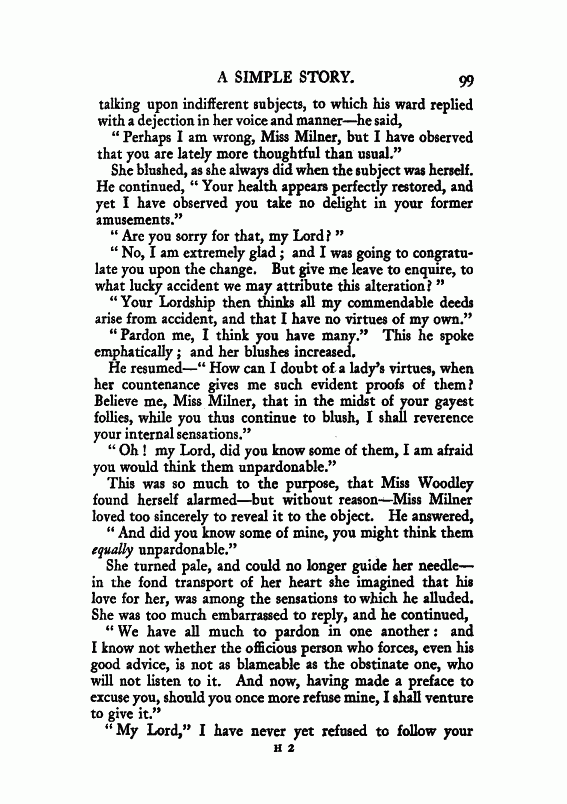 A SIMPLE STORY. 99
talking upon indifferent subjects, to which his ward replied
with a dejection in her voice and manner—he said,
“ Perhaps I am wrong, Miss Milner, but I have observed
that you are lately more thoughtful than usual.”
She blushed, as she always did when the subject was herself.
He continued, “ Your health appears perfectly restored, and
yet I have observed you take no delight in your former
amusements.”
“ Are you sorry for that, my Lord? ”
“ No, I am extremely glad ; and I was going to congratu-
late you upon the change. But give me leave to enquire, to
what lucky accident we may attribute this alteration? ”
“ Your Lordship then thinks all my commendable deeds
arise from accident, and that I have no virtues of my own.”
“ Pardon me, I think you have many.” This he spoke
emphatically ; and her blushes increased.
He resumed—“ How can I doubt of a lady’s virtues, when
her countenance gives me such evident proofs of them?
Believe me, Miss Milner, that in the midst of your gayest
follies, while you thus continue to blush, I shall reverence
your internal sensations.”
“ Oh ! my Lord, did you know some of them, I am afraid
you would think them unpardonable.”
This was so much to the purpose, that Miss Woodley
found herself alarmed—but without reason—Miss Milner
loved too sincerely to reveal it to the object. He answered,
“ And did you know some of mine, you might think them
equally unpardonable.”
She turned pale, and could no longer guide her needle—
in the fond transport of her heart she imagined that his
love for her, was among the sensations to which he alluded.
She was too much embarrassed to reply, and he continued,
“ We have all much to pardon in one another : and
I know not whether the officious person who forces, even his
good advice, is not as blameable as the obstinate one, who
will not listen to it. And now, having made a preface to
excuse you, should you once more refuse mine, I shall venture
to give it.”
“ My Lord,” I have never yet refused to follow your
H 2